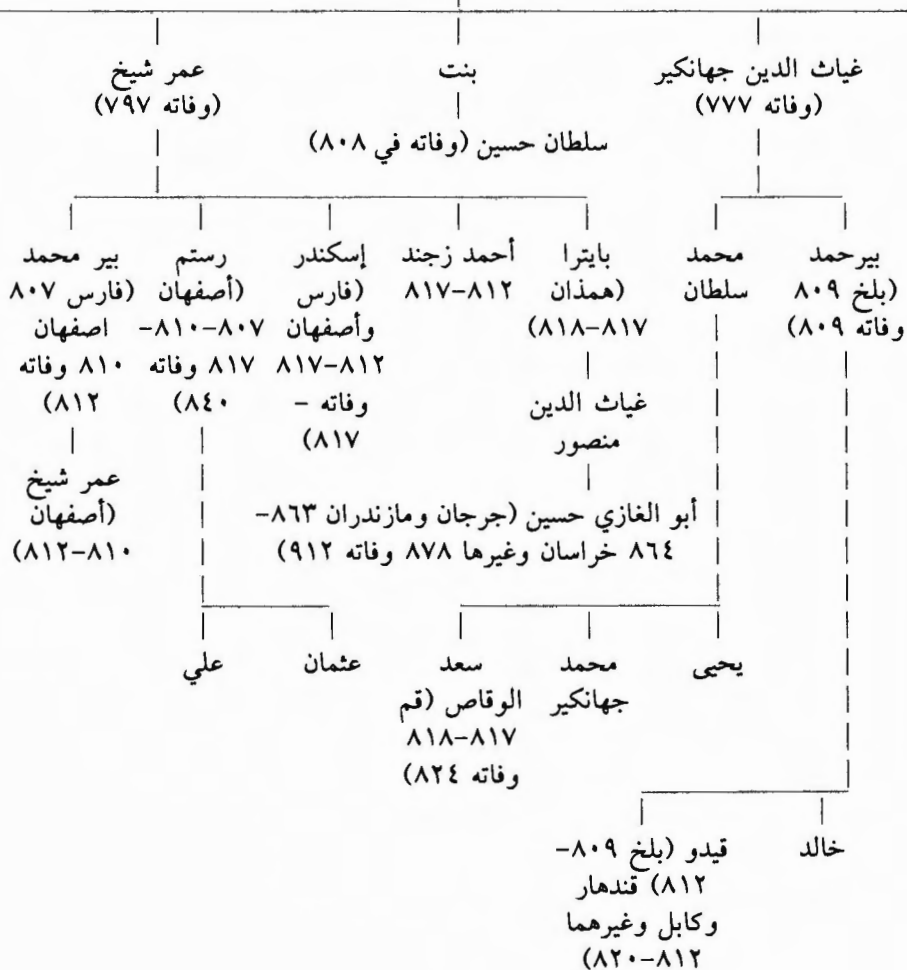 غياث الدين جهانكير
(وفاته ٧٧٧)
بنت
عمر شيخ
(وفاته ٧٩٧)
سلطان حسين (وفاته في ٨٠٨)
بيرحمد
(بلخ ٨٠٩
وفاته ٨٠٩)
محمد
سلطان
بايترا
(همذان
٨١٧-٨١٨)
أحمد زجند
٨١٢-٨١٧
إسكندر
(فارس
وأصفهان
٨١٢-٨١٧
وفاته -
٨١٧)
رستم
(أصفهان
٨٠٧-٨١٠-
٨١٧ وفاته
٨٤٠)
بير محمد
(فارس ٨٠٧
اصفهان
٨١٠ وفاته
٨١٢)
غياث الدين
منصور
عمر شيخ
(أصفهان
٨١٠-٨١٢)
أبو الغازي حسين (جرجان ومازندران ٨٦٣-
٨٦٤ خراسان وغيرها ٨٧٨ وفاته ٩١٢)
يحيى
محمد
جهانكير
سعد
الوقاص (قم
٨١٧-٨١٨
وفاته ٨٢٤)
عثمان
علي
خالد
قيدو (بلخ ٨٠٩-
٨١٢) قندهار
وكابل وغيرهما
٨١٢-٨٢٠)